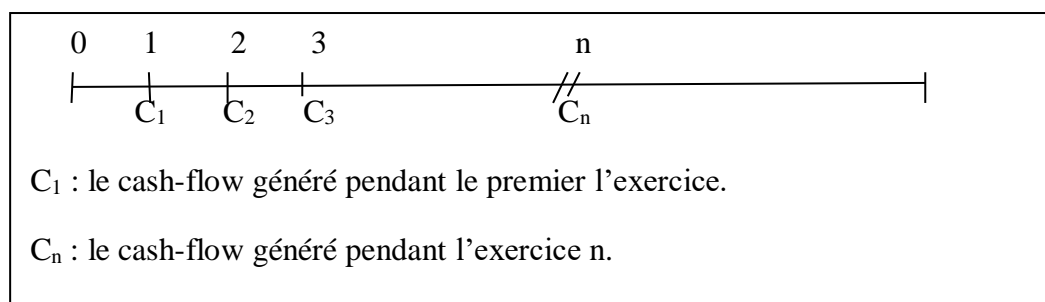 0 1 2 3 n
C₁ C₂ C₃ Cₙ
C₁ : le cash-flow généré pendant le premier l’exercice.
Cₙ : le cash-flow généré pendant l’exercice n.